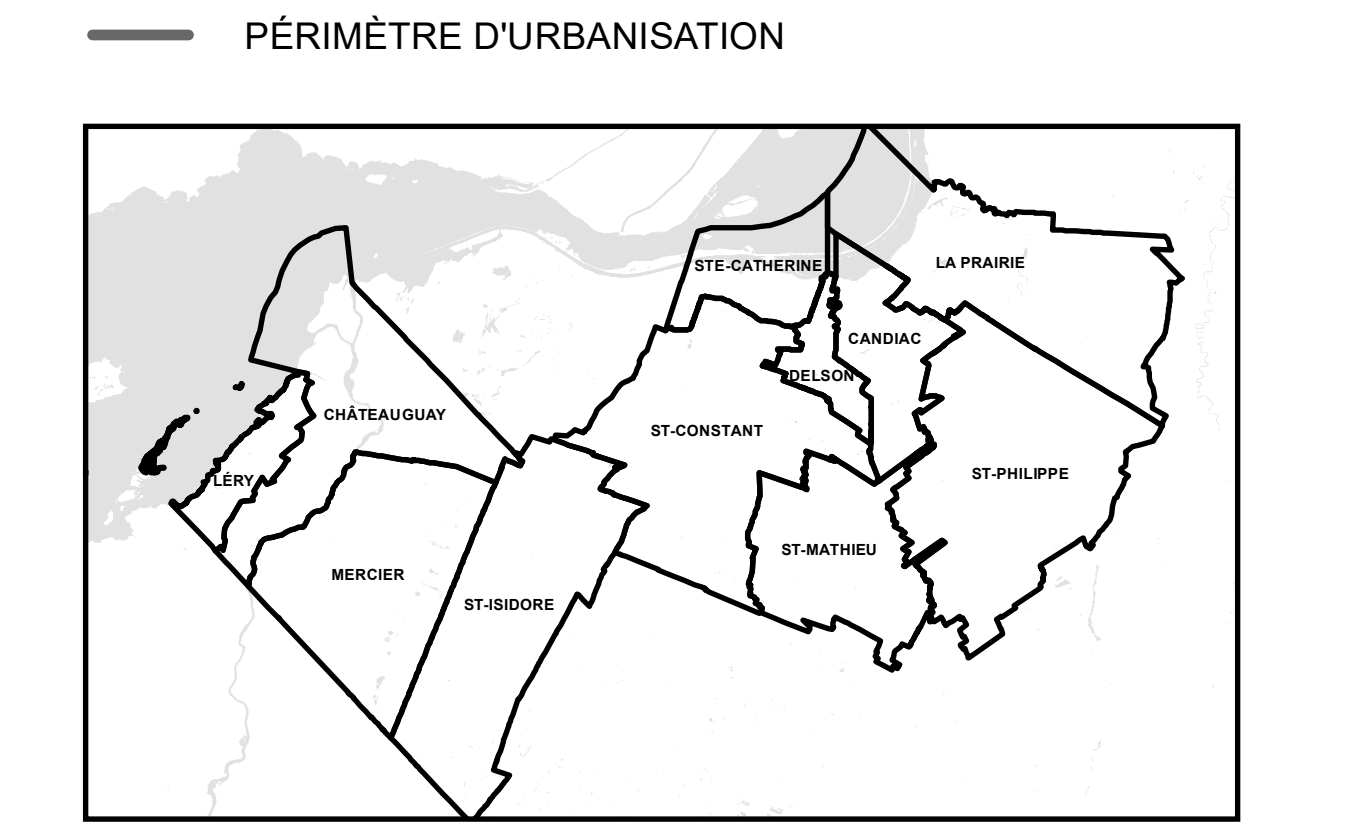 PÉRIMÈTRE D'URBANISATION
LA PRAIRIE
STE-CATHERINE
CANDIAC
DELSON
CHÂTEAUGUAY
ST-CONSTANT
ST-PHILIPPE
LÉRY
ST-MATHIEU
MERCIER
ST-ISIDORE